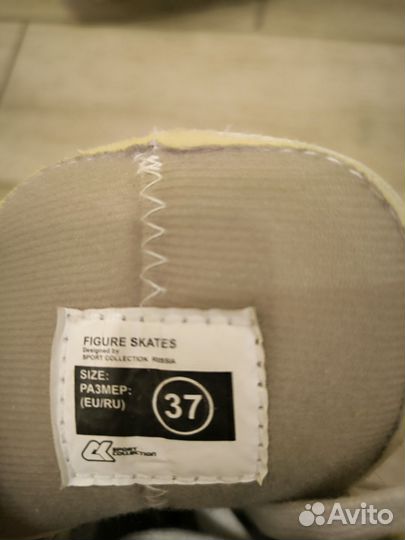 FIGURE SKATES
Designed by
SPORT COLLECTION. RUSSIA
SIZE:
РАЗМЕР:
(EU/RU)
37
SPORT
COLLECTION
Avito